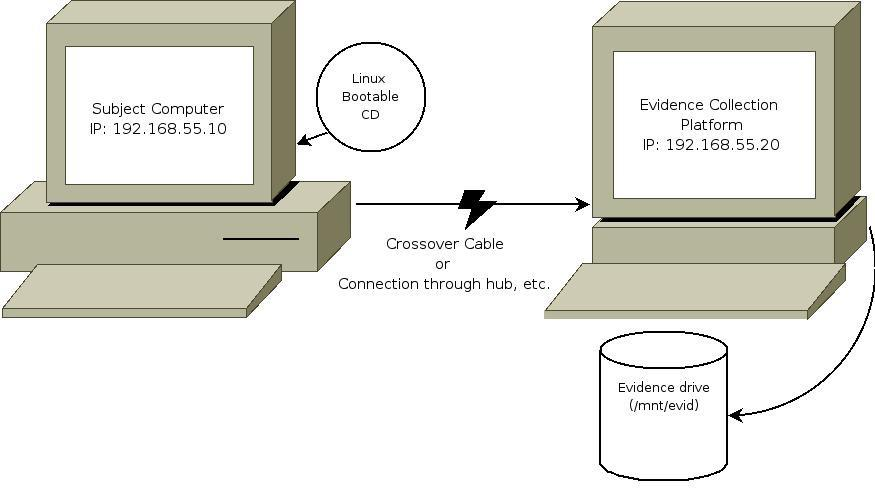 Subject Computer
IP: 192.168.55.10
Linux
Bootable
CD
Evidence Collection
Platform
IP: 192.168.55.20
Crossover Cable
or
Connection through hub, etc.
Evidence drive
(/mnt/evid)